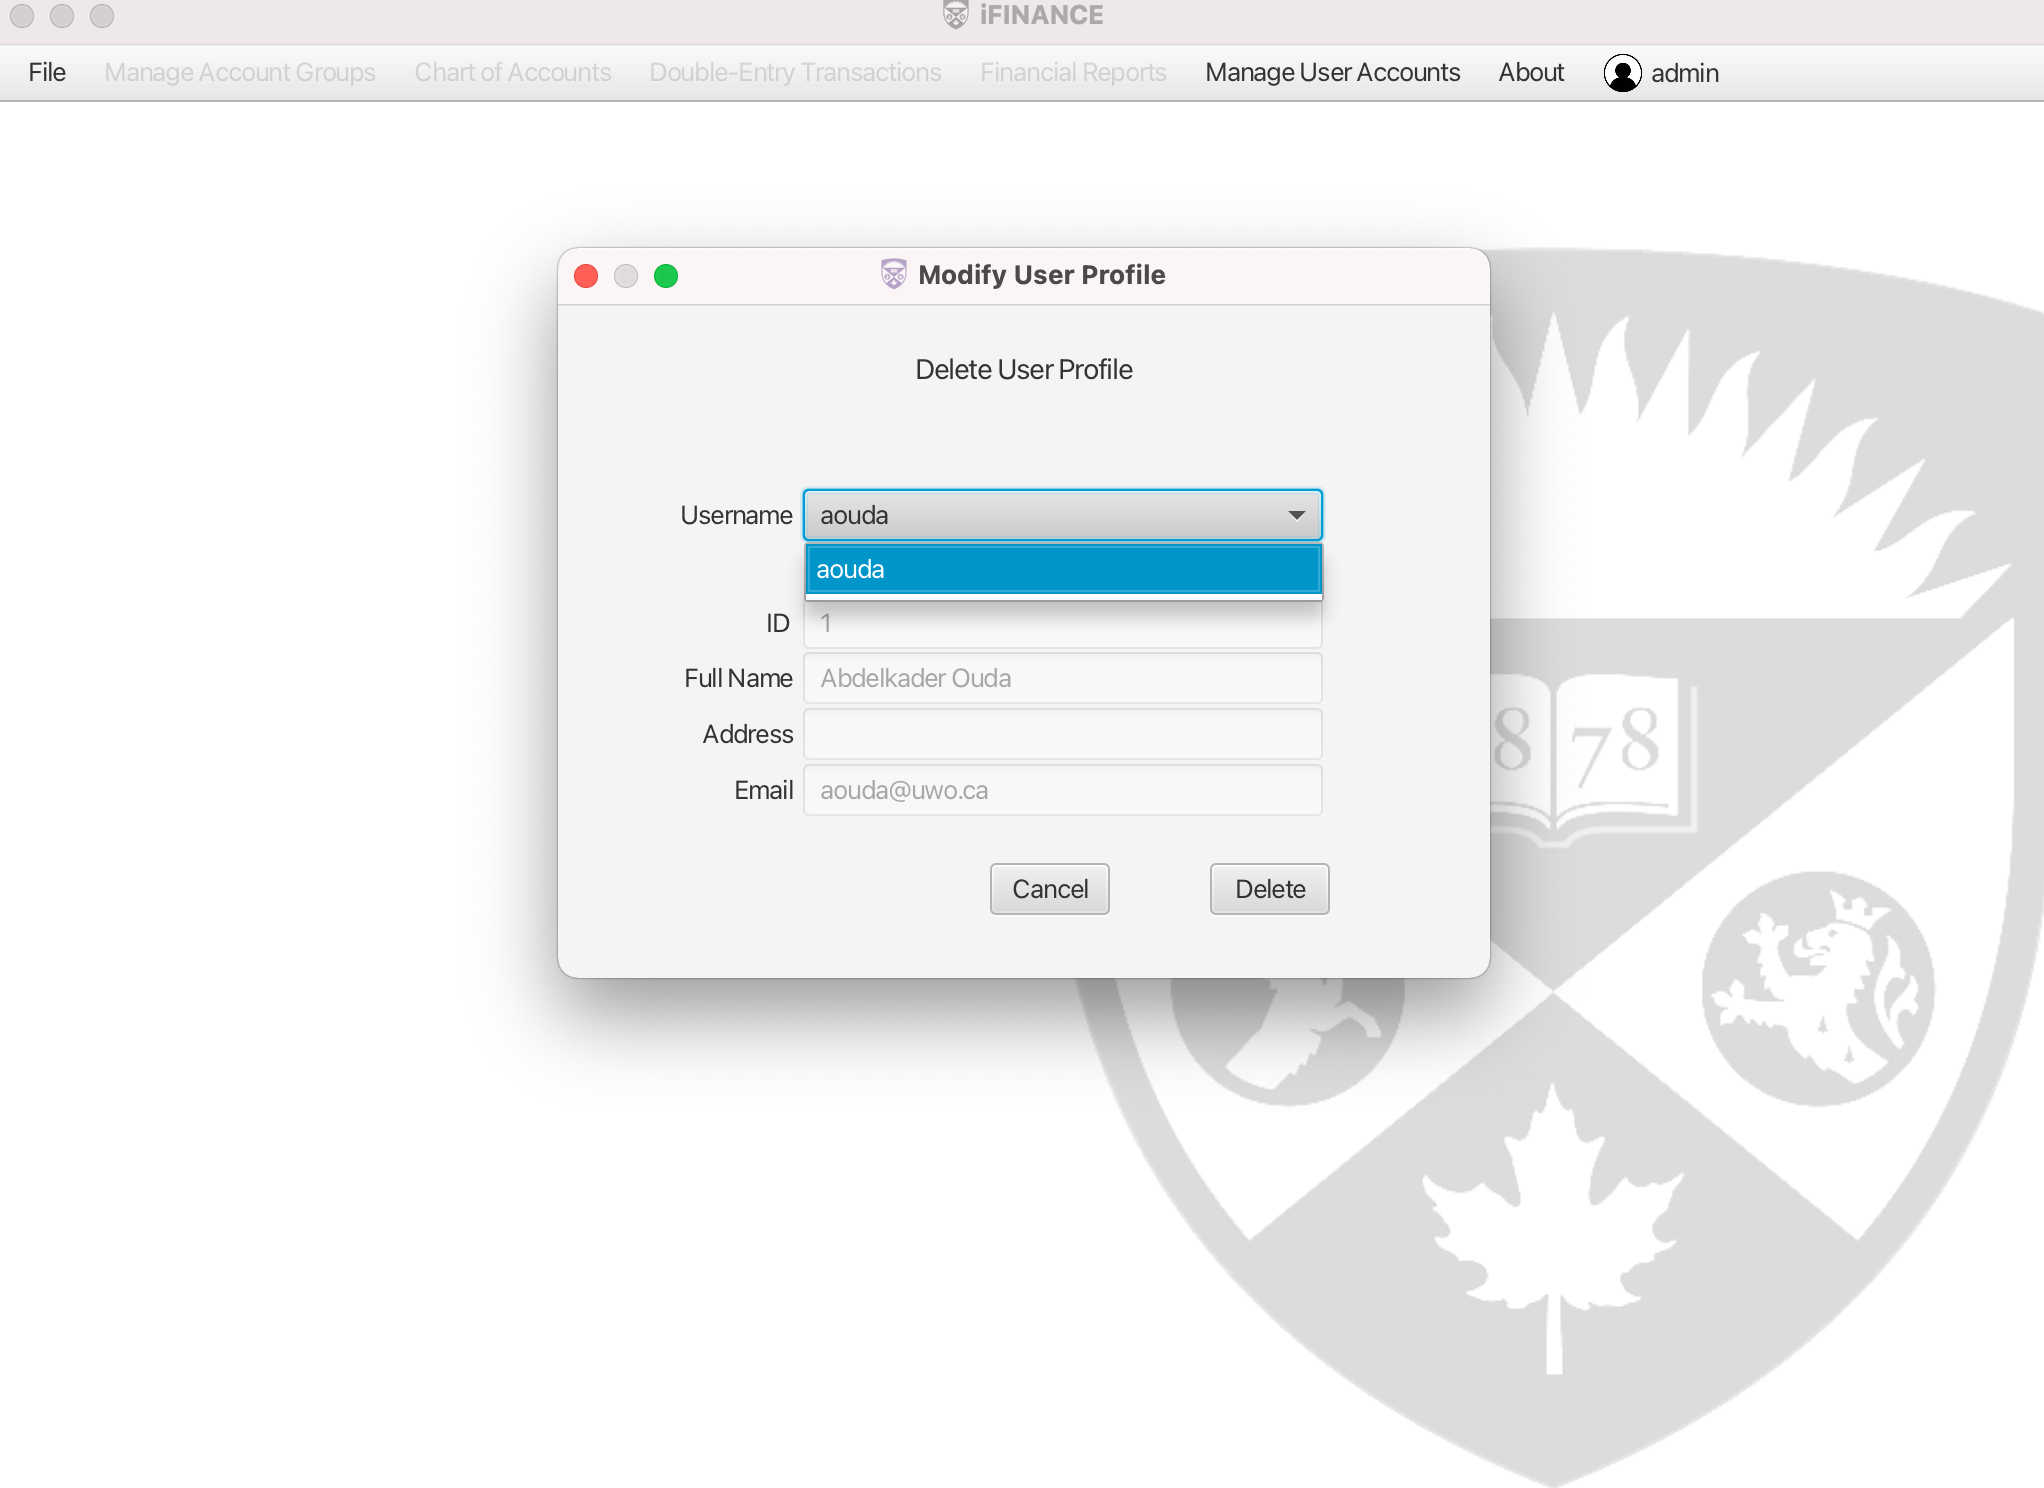 iFINANCE
File Manage Account Groups Chart of Accounts Double-Entry Transactions Financial Reports Manage User Accounts About admin
Modify User Profile
Delete User Profile
Username aouda
aouda
ID 1
Full Name Abdelkader Ouda
Address
Email aouda@uwo.ca
Cancel Delete
878